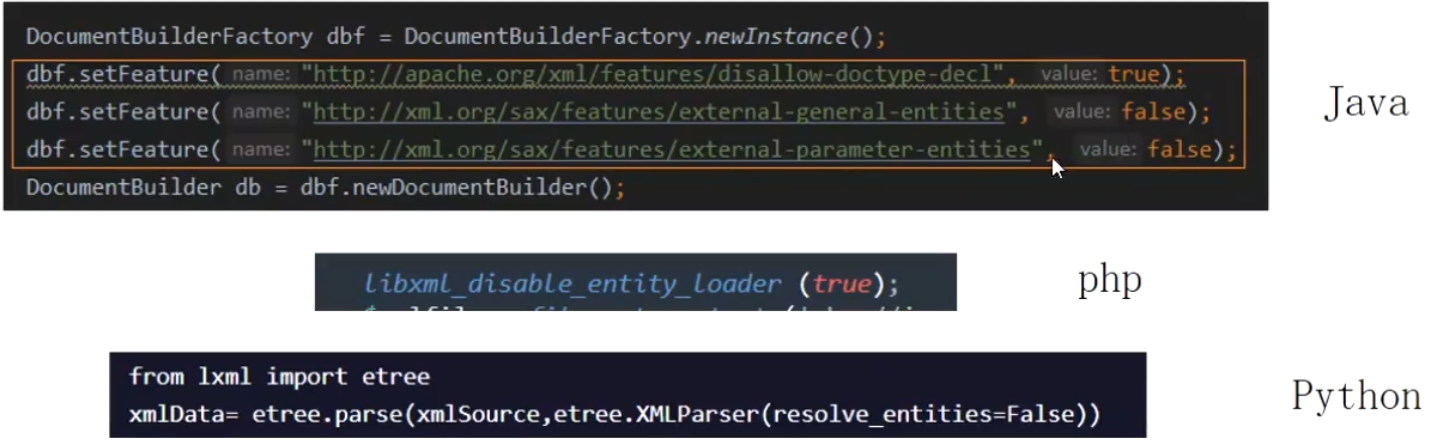 DocumentBuilderFactory dbf = DocumentBuilderFactory.newInstance();
dbf.setFeature( name: "http://apache.org/xml/features/disallow-doctype-decl", value: true);
dbf.setFeature( name: "http://xml.org/sax/features/external-general-entities", value: false);
dbf.setFeature( name: "http://xml.org/sax/features/external-parameter-entities", value: false);
DocumentBuilder db = dbf.newDocumentBuilder();
Java
libxml_disable_entity_loader (true);
php
from lxml import etree
xmlData= etree.parse(xmlSource,etree.XMLParser(resolve_entities=False))
Python